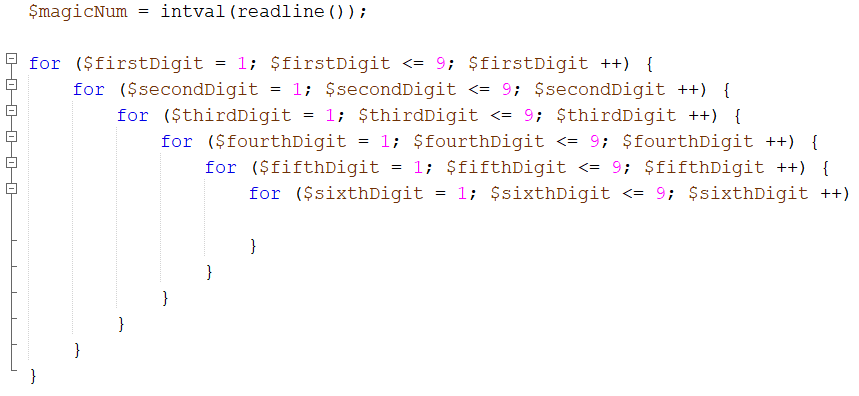 $magicNum = intval(readline());
for ($firstDigit = 1; $firstDigit <= 9; $firstDigit ++) {
for ($secondDigit = 1; $secondDigit <= 9; $secondDigit ++) {
for ($thirdDigit = 1; $thirdDigit <= 9; $thirdDigit ++) {
for ($fourthDigit = 1; $fourthDigit <= 9; $fourthDigit ++) {
for ($fifthDigit = 1; $fifthDigit <= 9; $fifthDigit ++) {
for ($sixthDigit = 1; $sixthDigit <= 9; $sixthDigit ++)
}
}
}
}
}
}